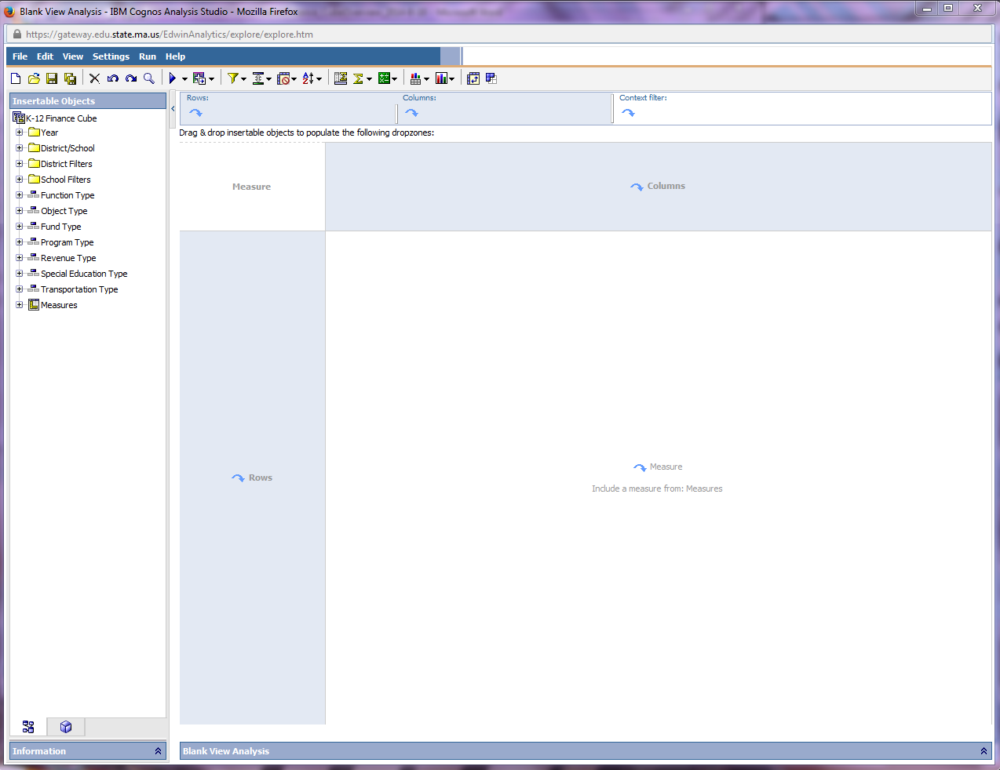 Blank View Analysis - IBM Cognos Analysis Studio - Mozilla Firefox
https://gateway.edu.state.ma.us/EdwinAnalytics/explore/explore.htm
File Edit View Settings Run Help
Insertable Objects
K-12 Finance Cube
Year
District/School
District Filters
School Filters
Function Type
Object Type
Fund Type
Program Type
Revenue Type
Special Education Type
Transportation Type
Measures
Information
Rows: Columns: Context filter:
Drag & drop insertable objects to populate the following dropzones:
Measure
Columns
Rows
Measure
Include a measure from: Measures
Blank View Analysis